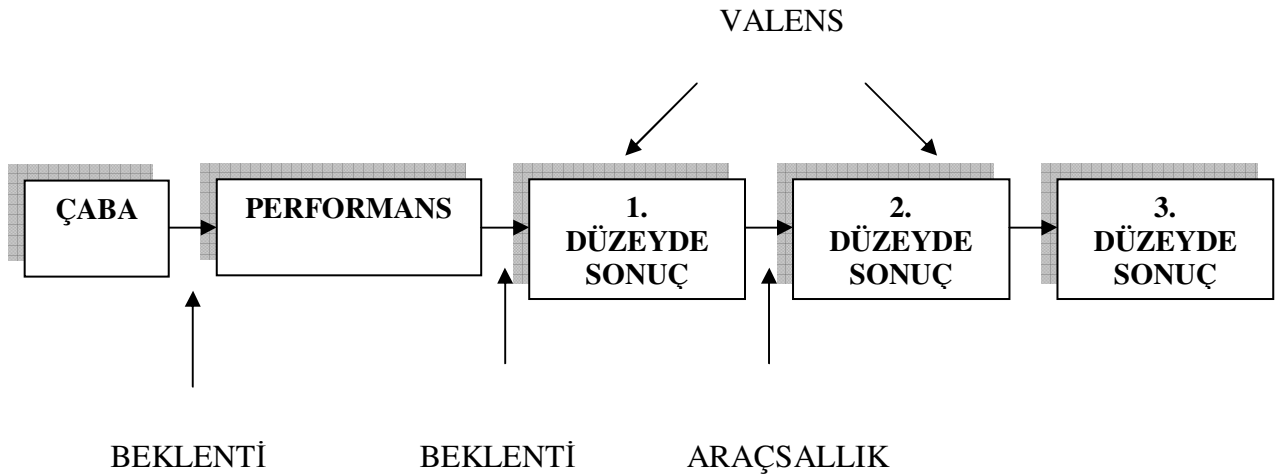 VALENS
ÇABA
PERFORMANS
1.
DÜZEYDE
SONUÇ
2.
DÜZEYDE
SONUÇ
3.
DÜZEYDE
SONUÇ
BEKLENTİ BEKLENTİ ARAÇSALLIK